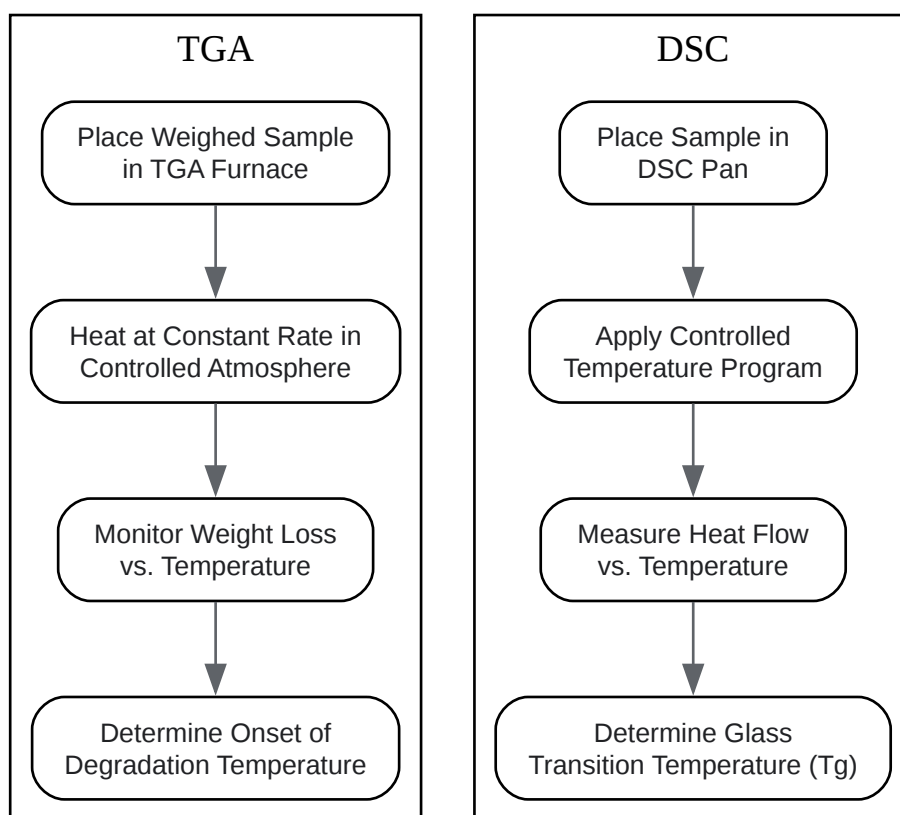 TGA
Place Weighed Sample
in TGA Furnace
Heat at Constant Rate in
Controlled Atmosphere
Monitor Weight Loss
vs. Temperature
Determine Onset of
Degradation Temperature
DSC
Place Sample in
DSC Pan
Apply Controlled
Temperature Program
Measure Heat Flow
vs. Temperature
Determine Glass
Transition Temperature (Tg)